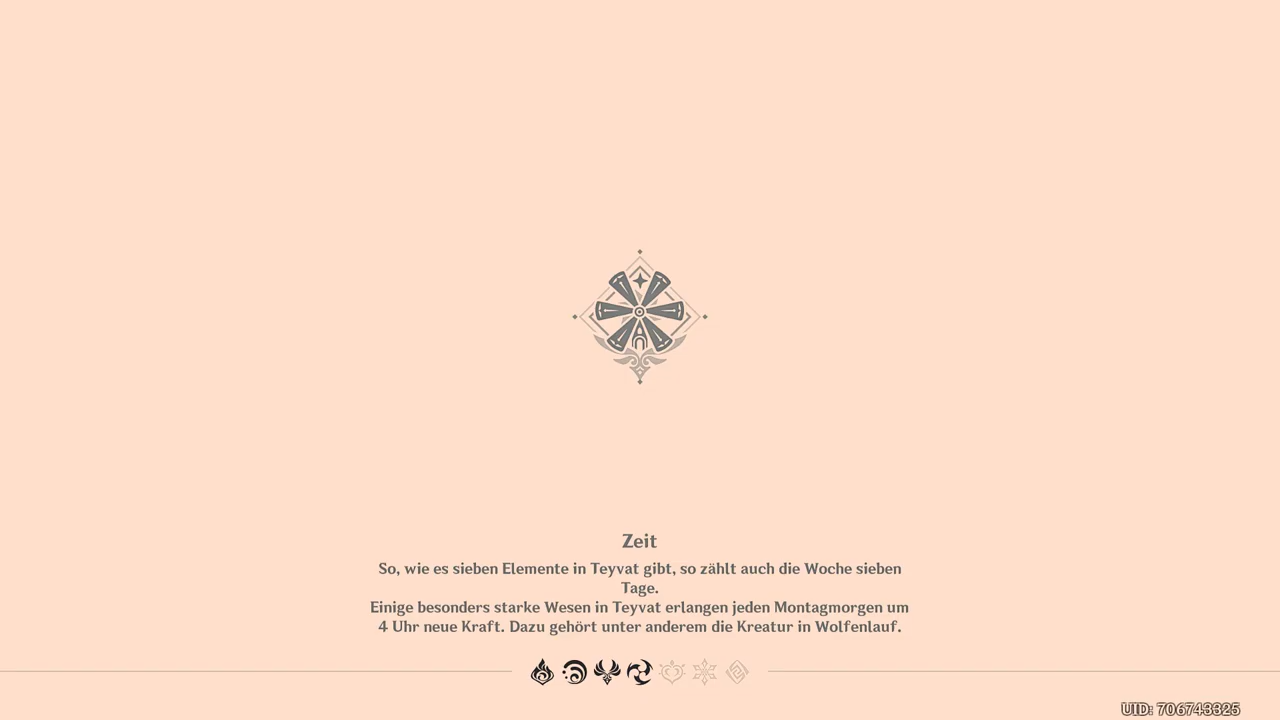 Zeit
So, wie es sieben Elemente in Teyvat gibt, so zählt auch die Woche sieben
Tage.
Einige besonders starke Wesen in Teyvat erlangen jeden Montagmorgen um
4 Uhr neue Kraft. Dazu gehört unter anderem die Kreatur in Wolfenlauf.
UID: 706743325